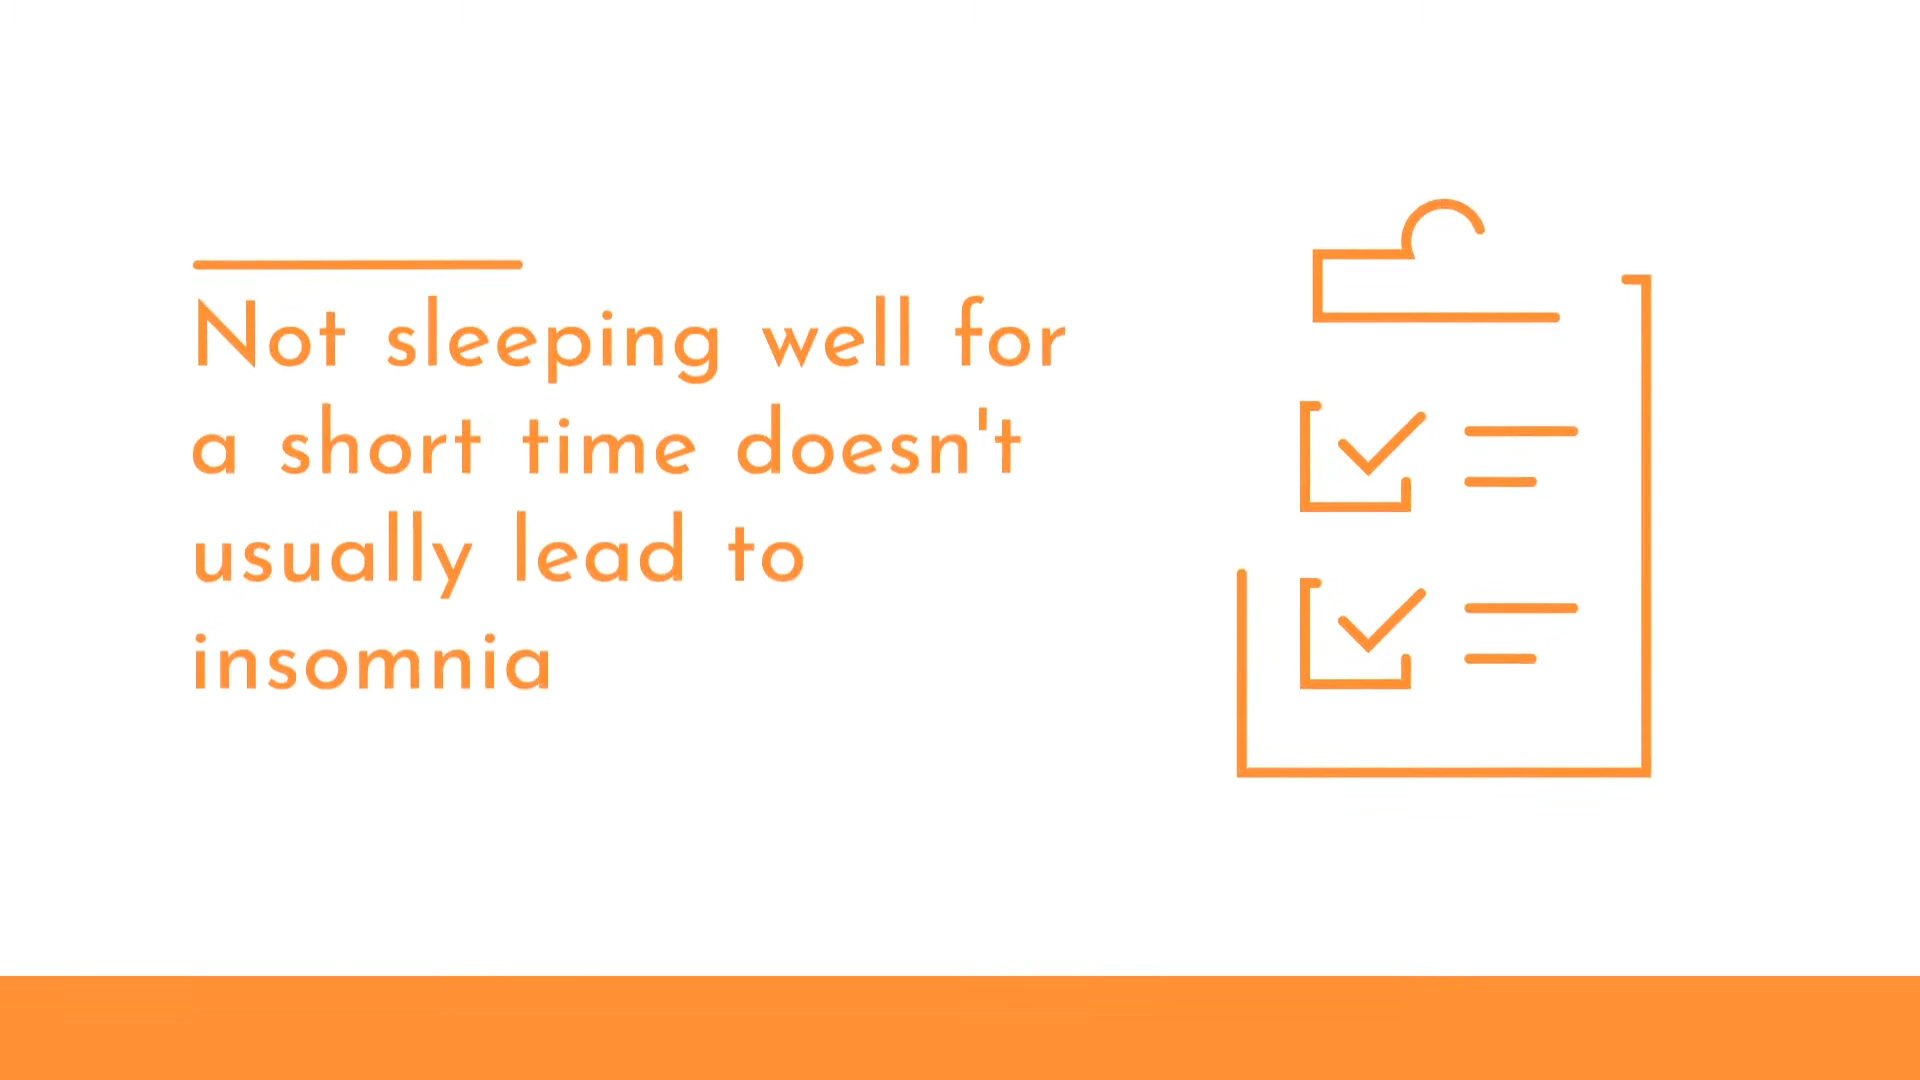 Not sleeping well for
a short time doesn't
usually lead to
insomnia